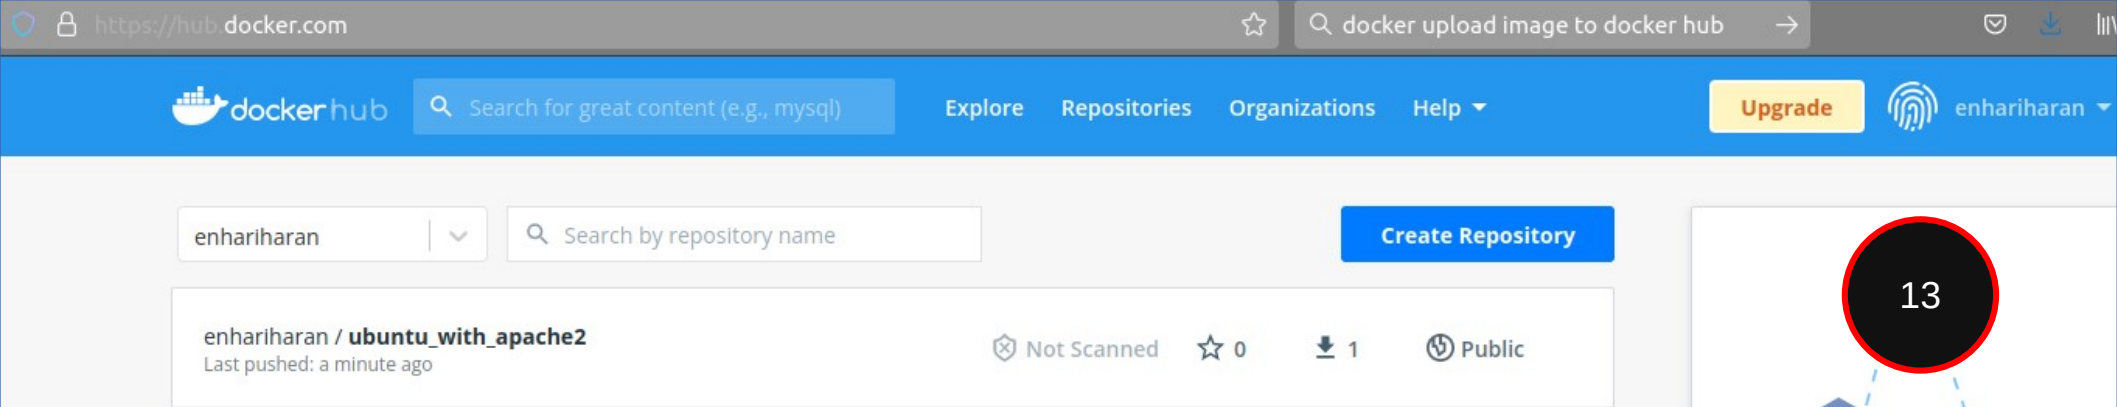 https://hub.docker.com
docker upload image to docker hub
dockerhub
Search for great content (e.g., mysql)
Explore
Repositories
Organizations
Help
Upgrade
enhariharan
enhariharan
Search by repository name
Create Repository
13
enhariharan / ubuntu_with_apache2
Last pushed: a minute ago
Not Scanned
0
1
Public